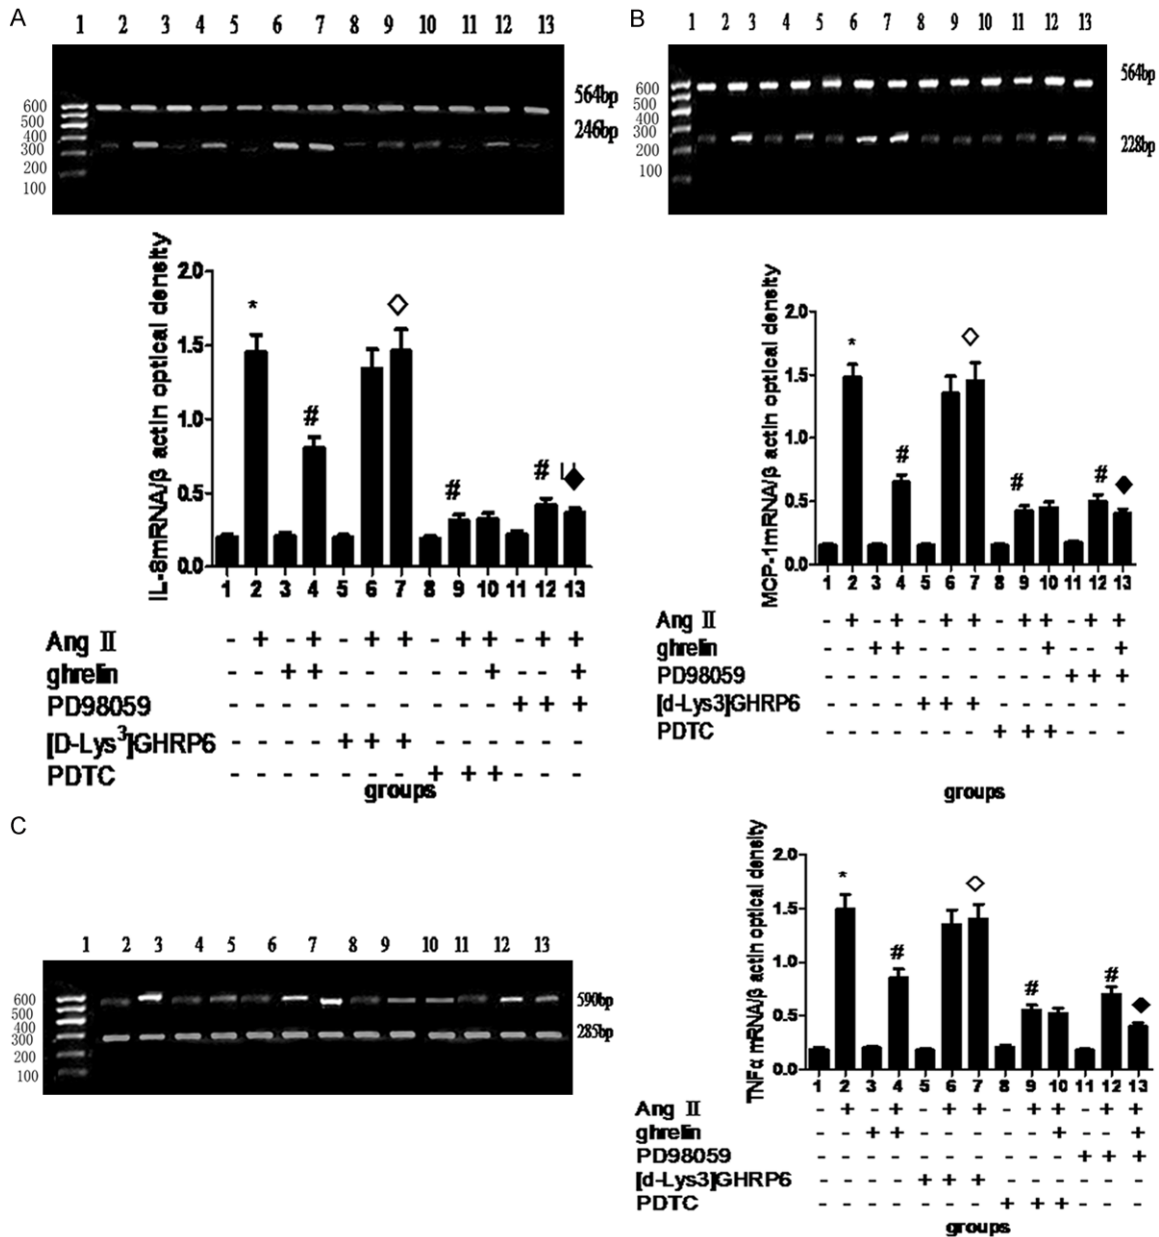 A
1 2 3 4 5 6 7 8 9 10 11 12 13
600
500
400
300
200
100
564bp
246bp
IL-8mRNA/β actin optical density
2.0
1.5
1.0
0.5
0.0
*
#
#
#
1 2 3 4 5 6 7 8 9 10 11 12 13
Ang II - + - + - + + - + + - + +
ghrelin - - + + - - - - - + - - +
PD98059 - - - - - - - - - - + + +
[D-Lys3]GHRP6 - - - - + + + - - - - - -
PDTC - - - - - - - + + + - - -
groups
B
1 2 3 4 5 6 7 8 9 10 11 12 13
600
500
400
300
200
100
564bp
228bp
MCP-1mRNA/β actin optical density
2.0
1.5
1.0
0.5
0.0
*
#
#
#
1 2 3 4 5 6 7 8 9 10 11 12 13
Ang II - + - + - + + - + + - + +
ghrelin - - + + - - - - - + - - +
PD98059 - - - - - - - - - - + + +
[d-Lys3]GHRP6 - - - - + + + - - - - - -
PDTC - - - - - - - + + + - - -
groups
C
1 2 3 4 5 6 7 8 9 10 11 12 13
600
500
400
300
200
100
590bp
285bp
TNFα mRNA/β actin optical density
2.0
1.5
1.0
0.5
0.0
*
#
#
#
1 2 3 4 5 6 7 8 9 10 11 12 13
Ang II - + - + - + + - + + - + +
ghrelin - - + + - - - - - + - - +
PD98059 - - - - - - - - - - + + +
[d-Lys3]GHRP6 - - - - + + + - - - - - -
PDTC - - - - - - - + + + - - -
groups